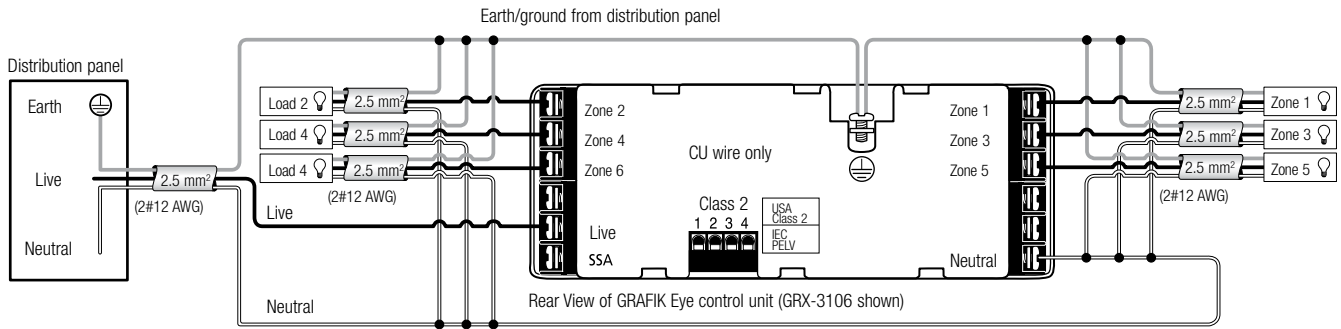 Earth/ground from distribution panel
Distribution panel
Earth
Live
Neutral
2.5 mm²
(2#12 AWG)
Load 2
2.5 mm²
Load 4
2.5 mm²
Load 4
2.5 mm²
(2#12 AWG)
Live
Neutral
Zone 2
Zone 4
Zone 6
Live
SSA
CU wire only
Class 2
1 2 3 4
USA
Class 2
IEC
PELV
Zone 1
Zone 3
Zone 5
Neutral
2.5 mm²
Zone 1
2.5 mm²
Zone 3
2.5 mm²
Zone 5
(2#12 AWG)
Rear View of GRAFIK Eye control unit (GRX-3106 shown)